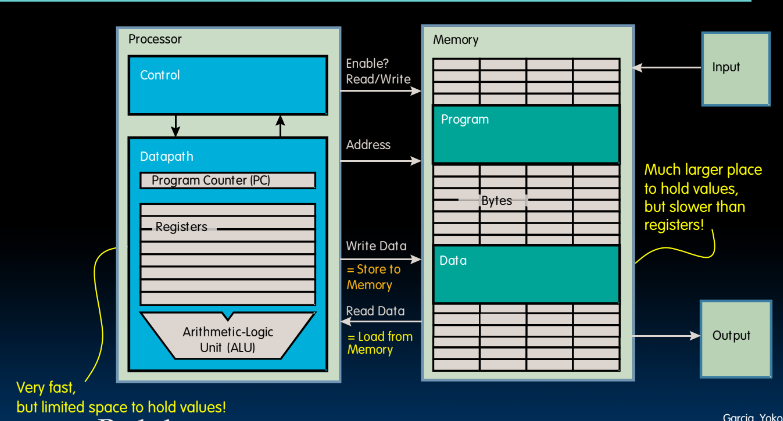 Processor
Control
Datapath
Program Counter (PC)
Registers
Arithmetic-Logic
Unit (ALU)
Enable?
Read/Write
Address
Write Data
= Store to
Memory
Read Data
= Load from
Memory
Memory
Program
Bytes
Data
Input
Output
Much larger place
to hold values,
but slower than
registers!
Very fast,
but limited space to hold values!
Garcia, Yoko